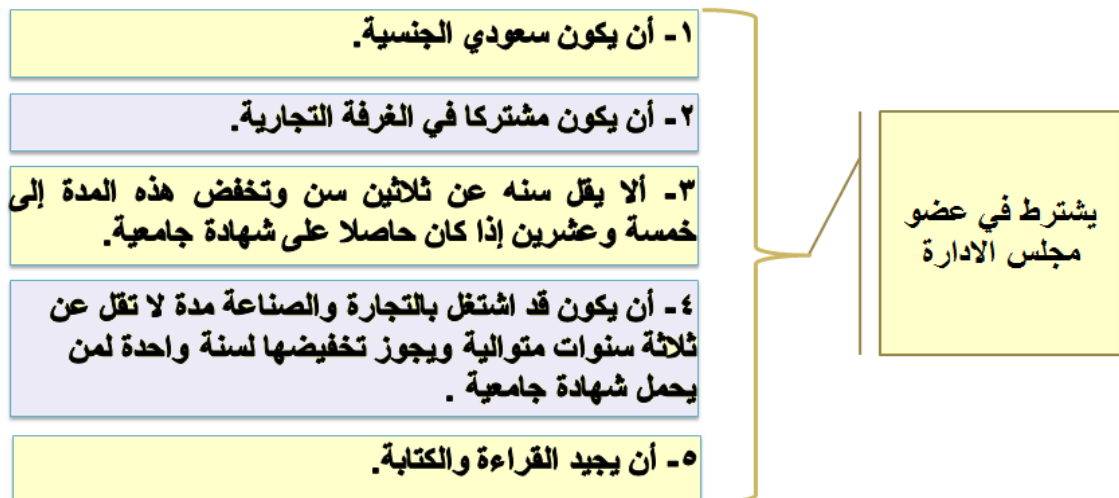 يشترط في عضو
مجلس الادارة
١- أن يكون سعودي الجنسية.
٢- أن يكون مشتركا في الغرفة التجارية.
٣- ألا يقل سنه عن ثلاثين سن وتخفض هذه المدة إلى
خمسة وعشرين إذا كان حاصلا على شهادة جامعية.
٤- أن يكون قد اشتغل بالتجارة والصناعة مدة لا تقل عن
ثلاثة سنوات متوالية ويجوز تخفيضها لسنة واحدة لمن
يحمل شهادة جامعية .
٥- أن يجيد القراءة والكتابة.